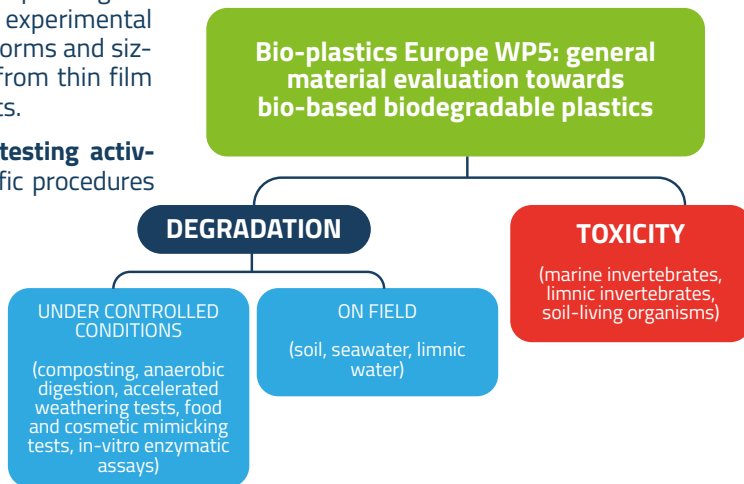 experimental
orms and siz-
from thin film
ts.
testing activ-
fic procedures
Bio-plastics Europe WP5: general
material evaluation towards
bio-based biodegradable plastics
DEGRADATION
TOXICITY
(marine invertebrates,
limnic invertebrates,
soil-living organisms)
UNDER CONTROLLED
CONDITIONS
(composting, anaerobic
digestion, accelerated
weathering tests, food
and cosmetic mimicking
tests, in-vitro enzymatic
assays)
ON FIELD
(soil, seawater, limnic
water)